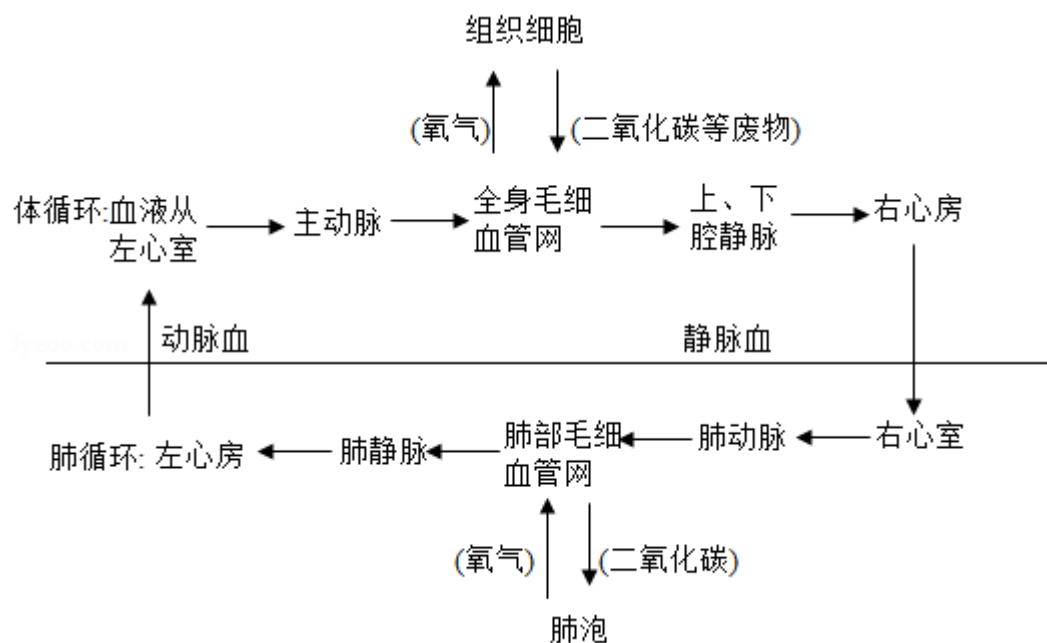 组织细胞
(氧气)
(二氧化碳等废物)
体循环:血液从
左心室
主动脉
全身毛细
血管网
上、下
腔静脉
右心房
动脉血
静脉血
肺循环: 左心房
肺静脉
肺部毛细
血管网
肺动脉
右心室
(氧气)
(二氧化碳)
肺泡